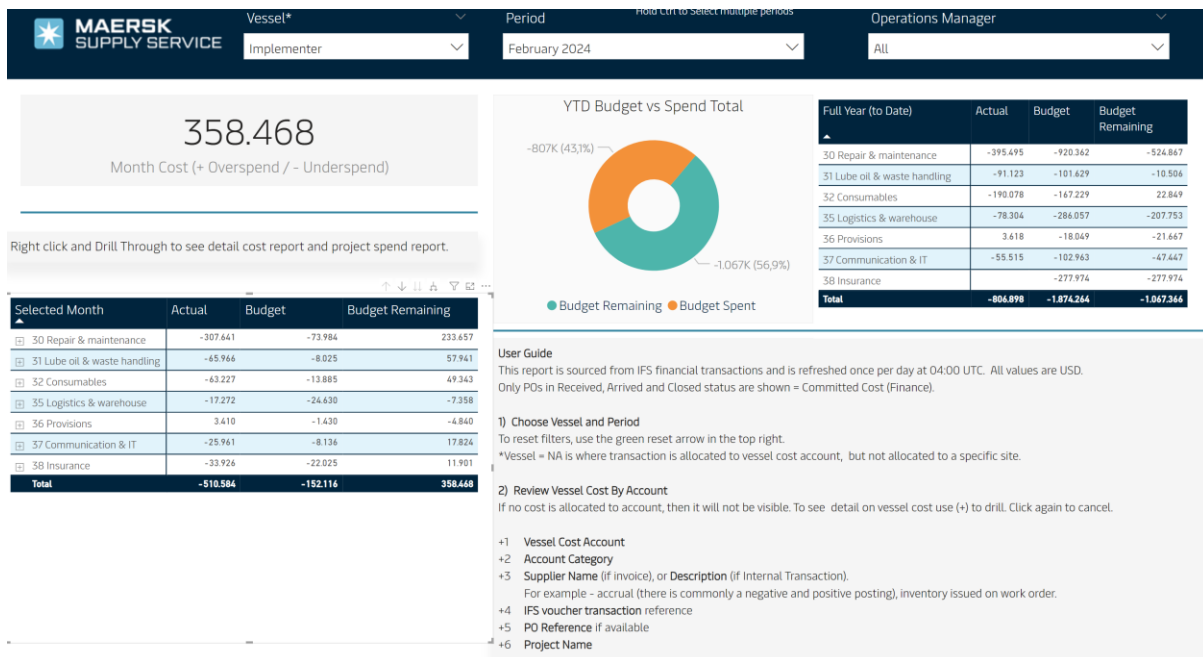 MAERSK
SUPPLY SERVICE
Vessel*
Implementer
Period
Hold Ctrl to Select multiple periods
February 2024
Operations Manager
All
358.468
Month Cost (+ Overspend / - Underspend)
Right click and Drill Through to see detail cost report and project spend report.
Selected Month Actual Budget Budget Remaining
30 Repair & maintenance -307.641 -73.984 233.657
31 Lube oil & waste handling -65.966 -8.025 57.941
32 Consumables -63.227 -13.885 49.343
35 Logistics & warehouse -17.272 -24.630 -7.358
36 Provisions 3.410 -1.430 -4.840
37 Communication & IT -25.961 -8.136 17.824
38 Insurance -33.926 -22.025 11.901
Total -510.584 -152.116 358.468
YTD Budget vs Spend Total
-807K (43,1%)
-1.067K (56,9%)
Budget Remaining Budget Spent
Full Year (to Date) Actual Budget Budget Remaining
30 Repair & maintenance -395.495 -920.362 -524.867
31 Lube oil & waste handling -91.123 -101.629 -10.506
32 Consumables -190.078 -167.229 22.849
35 Logistics & warehouse -78.304 -286.057 -207.753
36 Provisions 3.618 -18.049 -21.667
37 Communication & IT -55.515 -102.963 -47.447
38 Insurance -277.974 -277.974
Total -806.898 -1.874.264 -1.067.366
User Guide
This report is sourced from IFS financial transactions and is refreshed once per day at 04:00 UTC. All values are USD.
Only POs in Received, Arrived and Closed status are shown = Committed Cost (Finance).
1) Choose Vessel and Period
To reset filters, use the green reset arrow in the top right.
*Vessel = NA is where transaction is allocated to vessel cost account, but not allocated to a specific site.
2) Review Vessel Cost By Account
If no cost is allocated to account, then it will not be visible. To see detail on vessel cost use (+) to drill. Click again to cancel.
+1 Vessel Cost Account
+2 Account Category
+3 Supplier Name (if invoice), or Description (if Internal Transaction).
For example - accrual (there is commonly a negative and positive posting), inventory issued on work order.
+4 IFS voucher transaction reference
+5 PO Reference if available
+6 Project Name